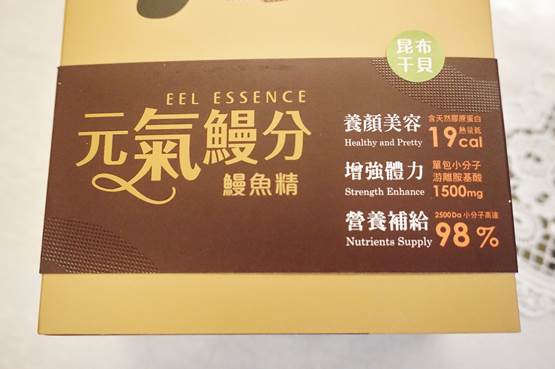 昆布
干貝
EEL ESSENCE
元氣鰻分
鰻魚精
養顏美容
Healthy and Pretty
含天然膠原蛋白
熱量低
19cal
增強體力
Strength Enhance
單包小分子
游離胺基酸
1500mg
營養補給
Nutrients Supply
2500Da 小分子高達
98 %